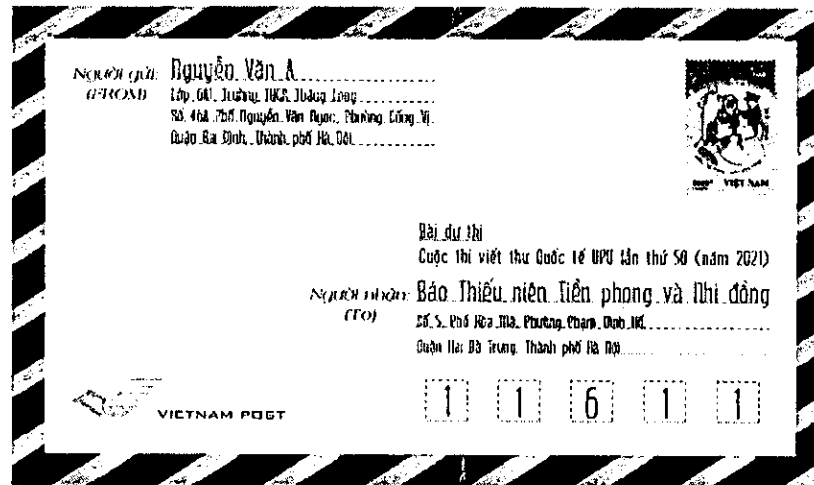 Người gửi: Nguyễn Văn A
(FROM) Lớp 6A1, Trường THCS Thăng Long
Số 46A Phố Nguyễn Văn Ngọc, Phường Cống Vị
Quận Ba Đình, Thành phố Hà Nội
VIỆT NAM
Bài dự thi
Cuộc thi viết thư Quốc tế UPU lần thứ 50 (năm 2021)
Người nhận: Báo Thiếu niên Tiền phong và Nhi đồng
(TO) Số 5, Phố Hòa Mã, Phường Phạm Đình Hổ
Quận Hai Bà Trưng, Thành phố Hà Nội
1 1 6 1 1
VIETNAM POST